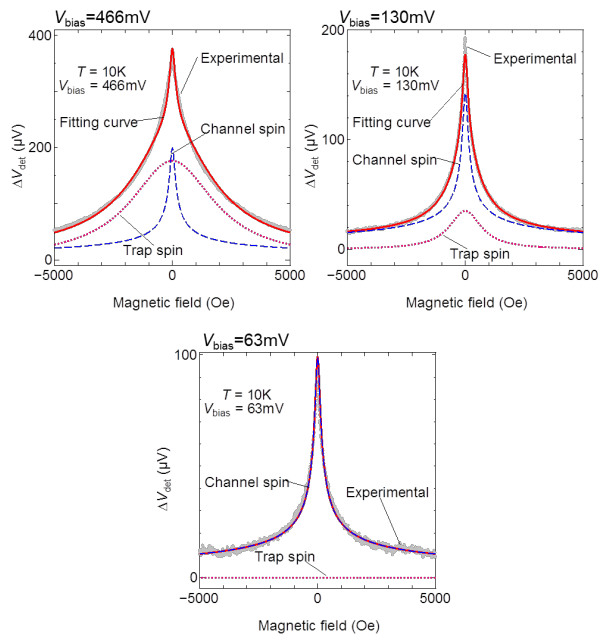 Vbias=466mV
400
T = 10K
Vbias = 466mV
Experimental
Fitting curve
Channel spin
200
ΔVdet (µV)
Trap spin
0
−5000
0
5000
Magnetic field (Oe)
Vbias=130mV
200
T = 10K
Vbias = 130mV
Experimental
Fitting curve
100
Channel spin
ΔVdet (µV)
Trap spin
0
−5000
0
5000
Magnetic field (Oe)
Vbias=63mV
100
T = 10K
Vbias = 63mV
Channel spin
Experimental
ΔVdet (µV)
Trap spin
0
−5000
0
5000
Magnetic field (Oe)